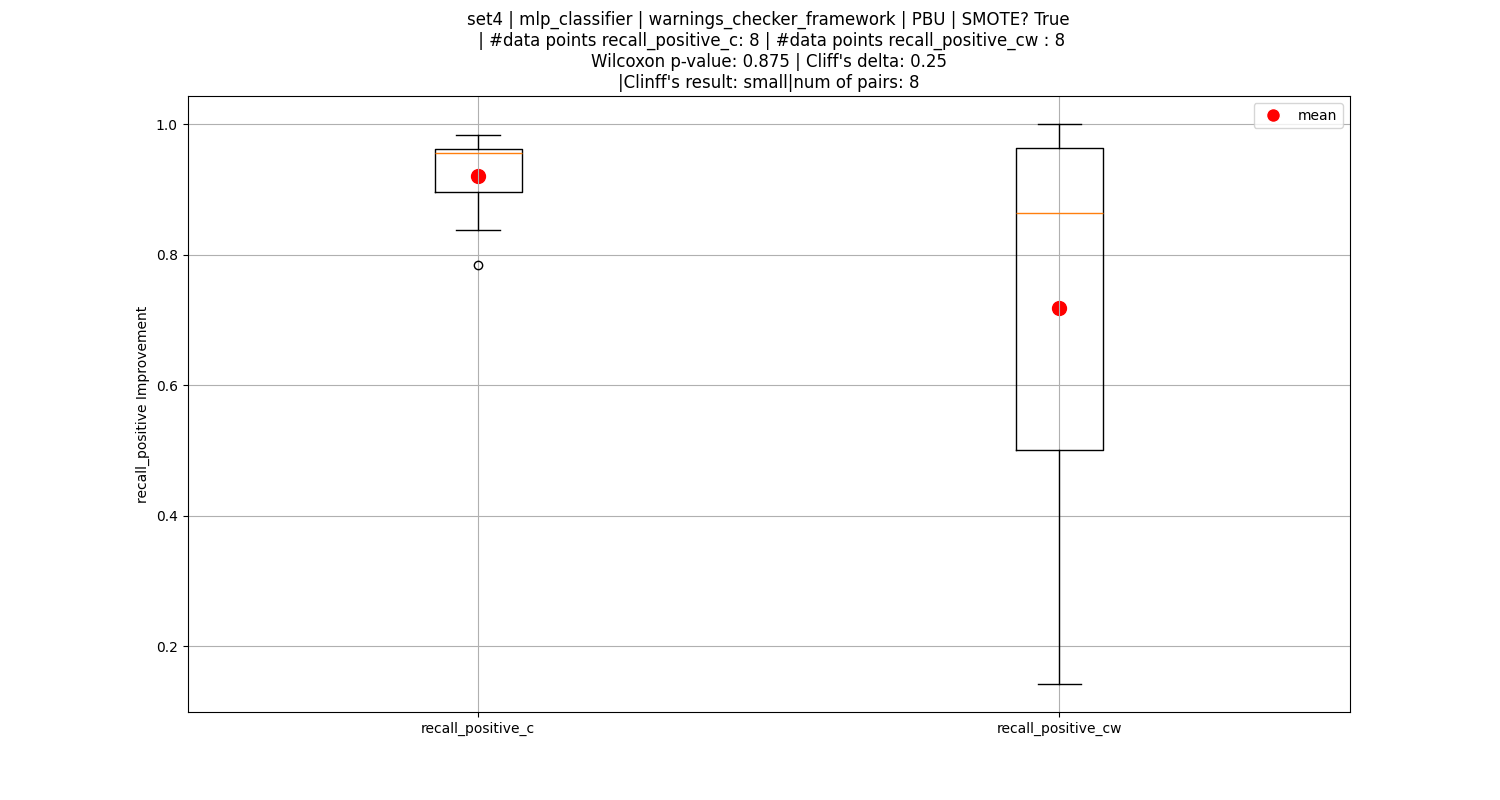 set4 | mlp_classifier | warnings_checker_framework | PBU | SMOTE? True
| #data points recall_positive_c: 8 | #data points recall_positive_cw : 8
Wilcoxon p-value: 0.875 | Cliff's delta: 0.25
|Clinff's result: small|num of pairs: 8
mean
1.0
0.8
0.6
0.4
0.2
recall_positive Improvement
recall_positive_c
recall_positive_cw